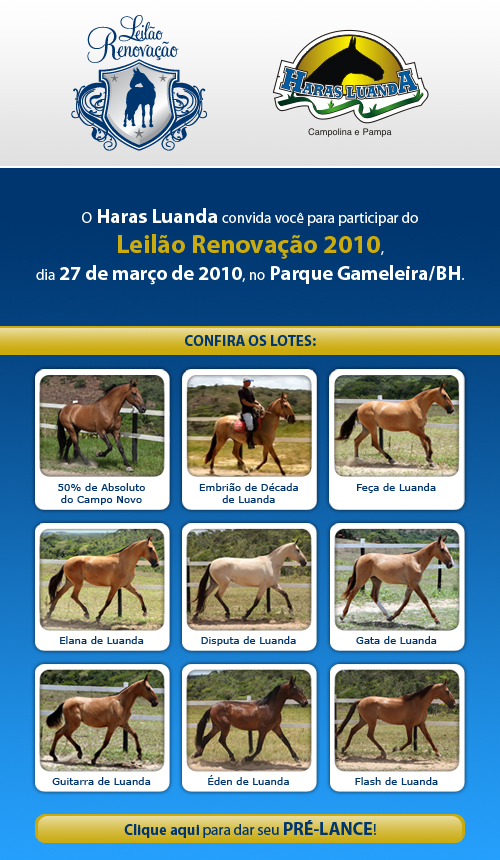 Leilão
Renovação
HARAS LUANDA
Campolina e Pampa
O Haras Luanda convida você para participar do
Leilão Renovação 2010,
dia 27 de março de 2010, no Parque Gameleira/BH.
CONFIRA OS LOTES:
50% de Absoluto
do Campo Novo
Embrião de Década
de Luanda
Feça de Luanda
Elana de Luanda
Disputa de Luanda
Gata de Luanda
Guitarra de Luanda
Éden de Luanda
Flash de Luanda
Clique aqui para dar seu PRÉ-LANCE!